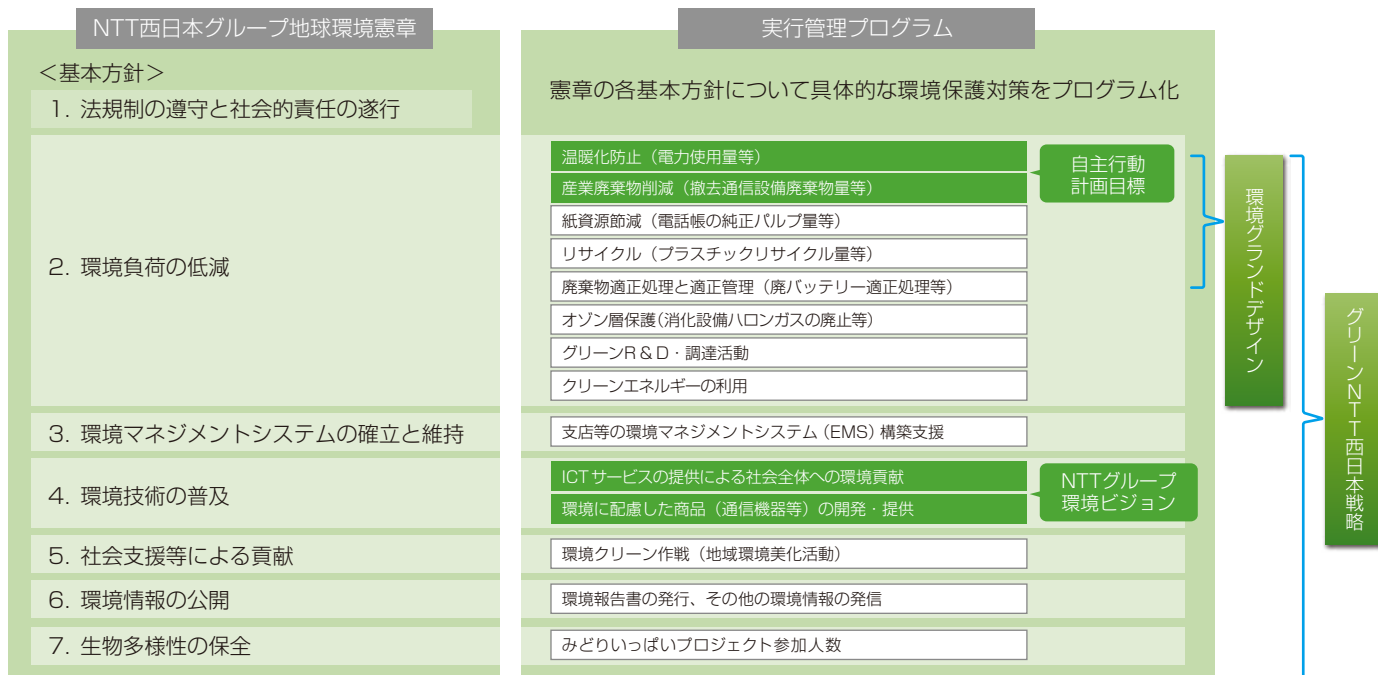 NTT西日本グループ地球環境憲章
実行管理プログラム
＜基本方針＞
1. 法規制の遵守と社会的責任の遂行
憲章の各基本方針について具体的な環境保護対策をプログラム化
2. 環境負荷の低減
温暖化防止（電力使用量等）
産業廃棄物削減（撤去通信設備廃棄物量等）
自主行動
計画目標
紙資源節減（電話帳の純正パルプ量等）
リサイクル（プラスチックリサイクル量等）
廃棄物適正処理と適正管理（廃バッテリー適正処理等）
オゾン層保護（消化設備ハロンガスの廃止等）
グリーンR＆D・調達活動
クリーンエネルギーの利用
3. 環境マネジメントシステムの確立と維持
支店等の環境マネジメントシステム（EMS）構築支援
4. 環境技術の普及
ICTサービスの提供による社会全体への環境貢献
環境に配慮した商品（通信機器等）の開発・提供
NTTグループ
環境ビジョン
5. 社会支援等による貢献
環境クリーン作戦（地域環境美化活動）
6. 環境情報の公開
環境報告書の発行、その他の環境情報の発信
7. 生物多様性の保全
みどりいっぱいプロジェクト参加人数
環境グランドデザイン
グリーンNTT西日本戦略